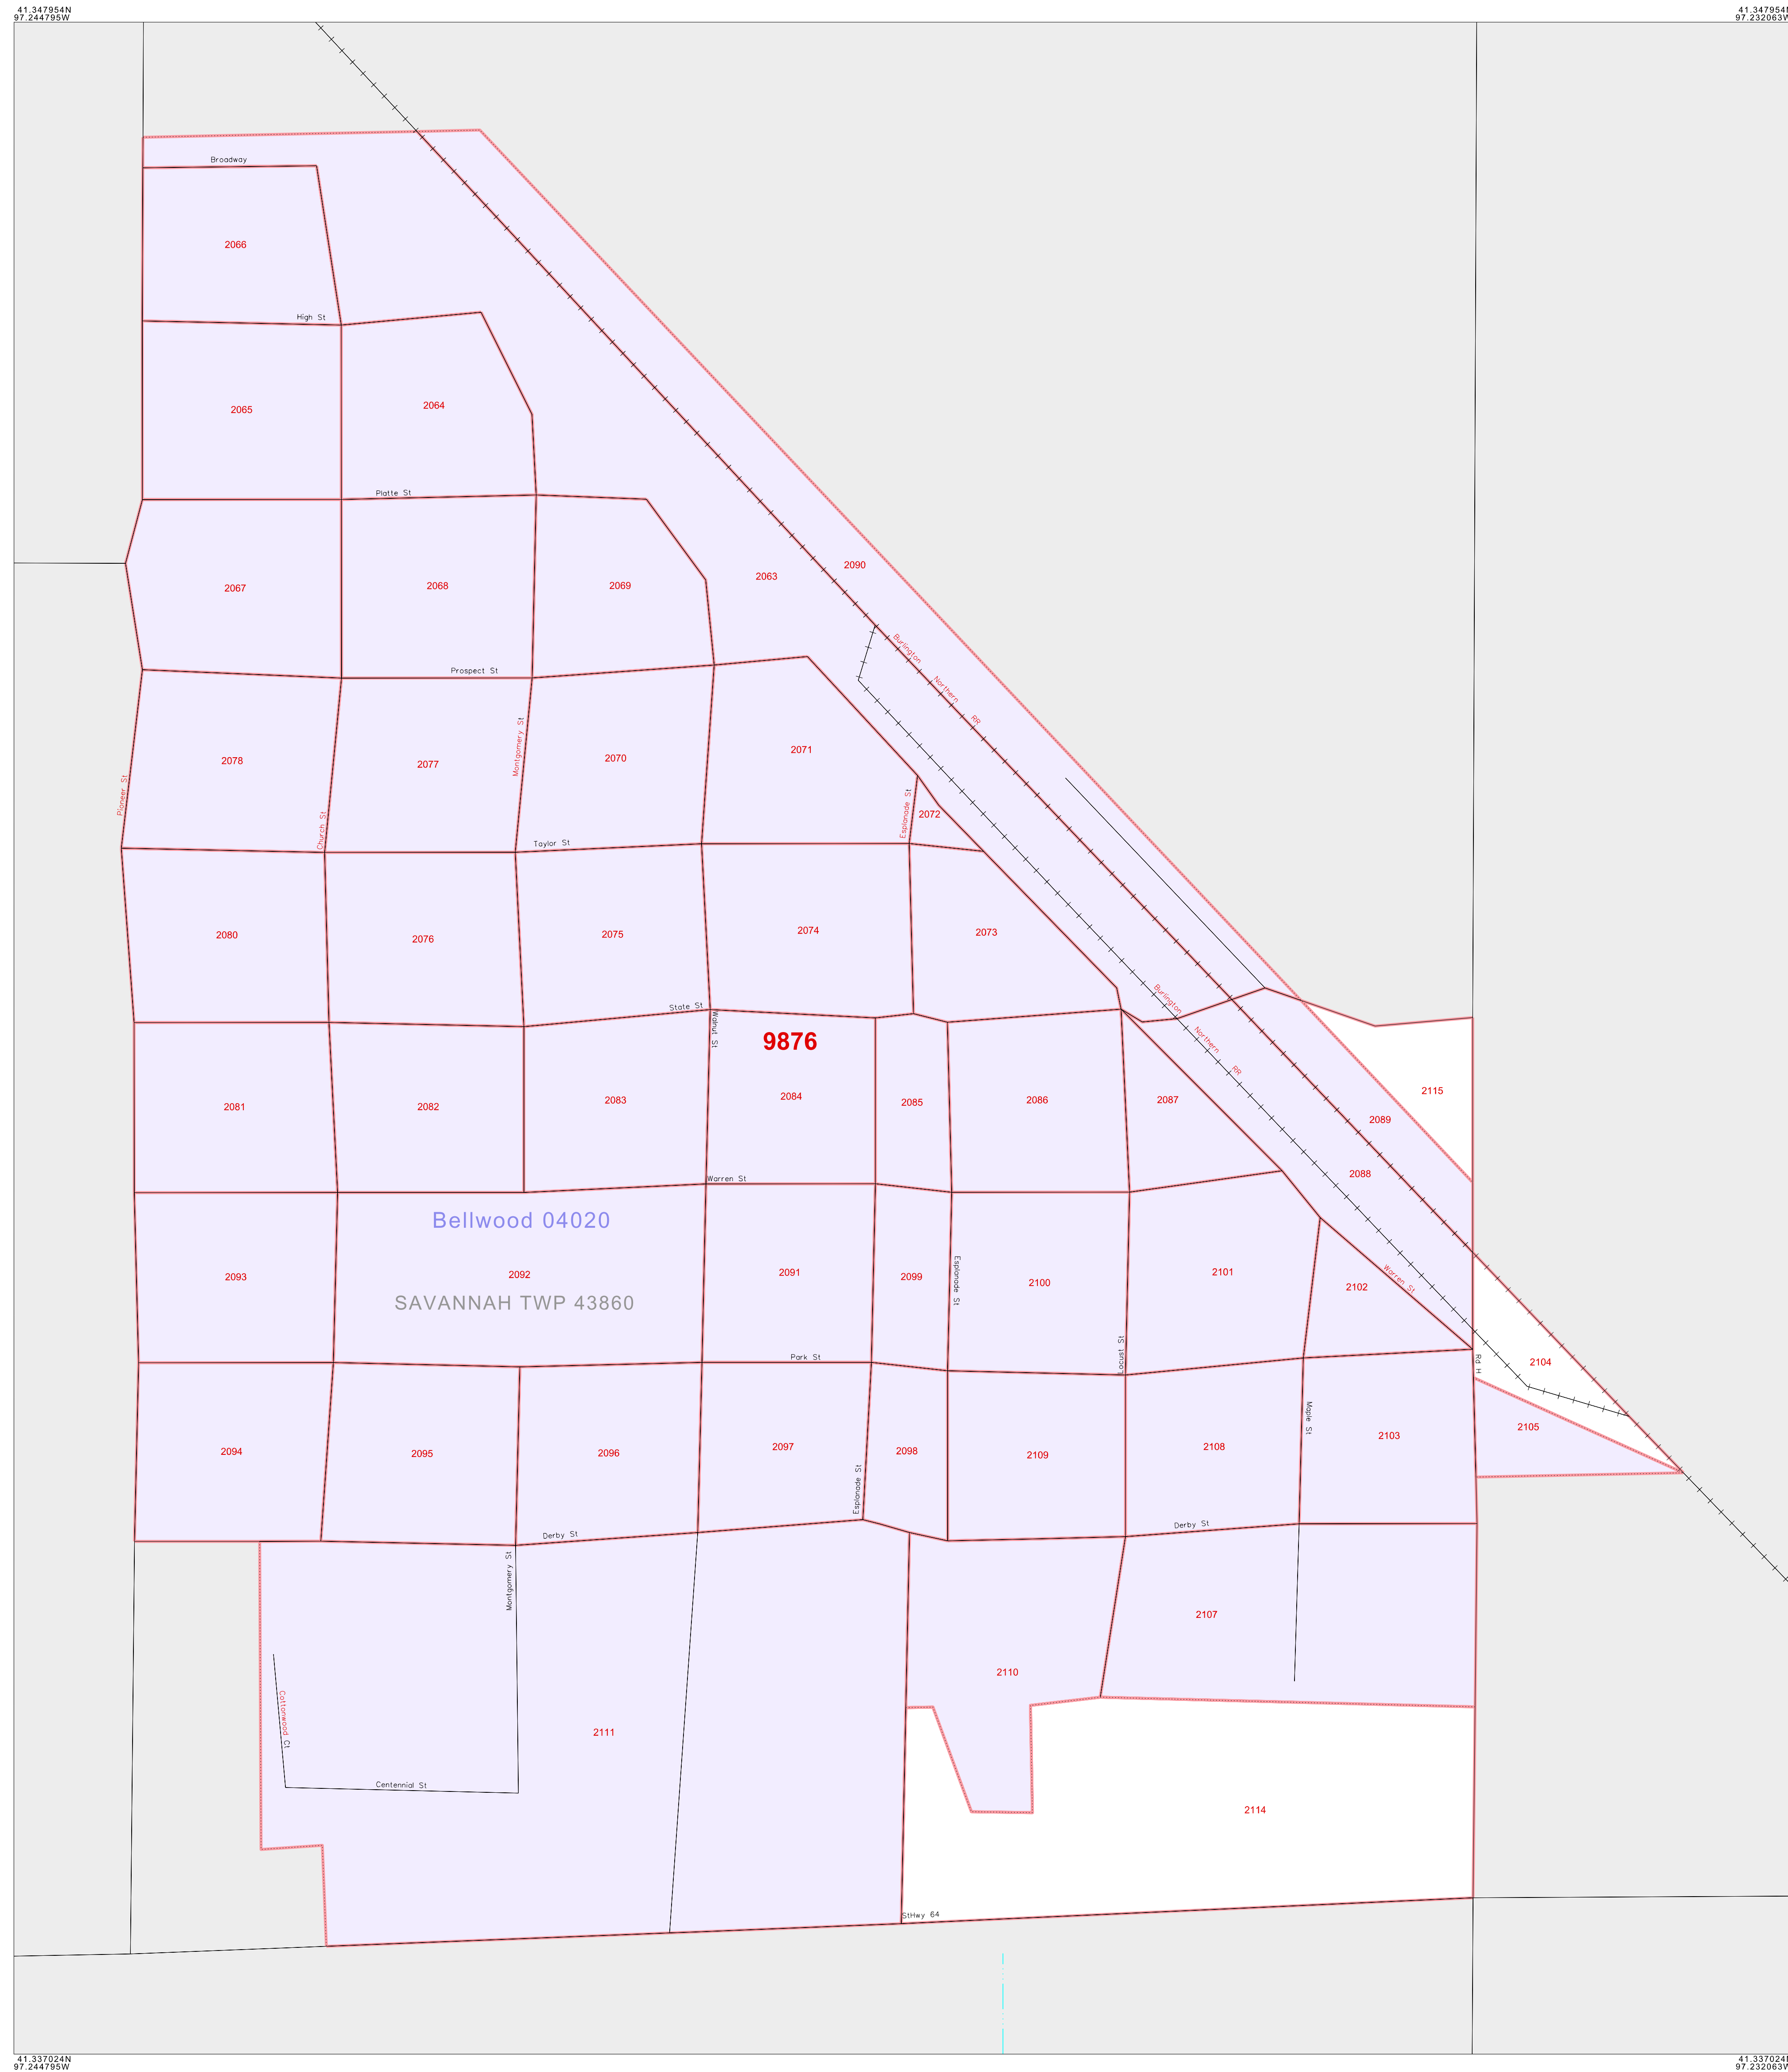 41.347954N
97.244795W
41.347954N
97.232063W
Broadway
2066
High St
2065
2064
Platte St
2067
2068
2069
2063
2090
Burlington
Northern
RR
Prospect St
2078
2077
Montgomery St
2070
2071
Pioneer St
Church St
Esplanade St
2072
Taylor St
2080
2076
2075
2074
2073
Burlington
Northern
RR
State St
Walnut St
9876
2081
2082
2083
2084
2085
2086
2087
2089
2115
2088
Warren St
Bellwood 04020
2093
2092
SAVANNAH TWP 43860
2091
2099
Esplanade St
2100
2101
2102
Warren St
Park St
Locust St
Rd H
2104
2094
2095
2096
2097
2098
2109
2108
Maple St
2103
2105
Esplanade St
Derby St
Derby St
Montgomery St
2107
2110
Cottonwood Ct
2111
Centennial St
2114
StHwy 64
41.337024N
97.244795W
41.337024N
97.232063W